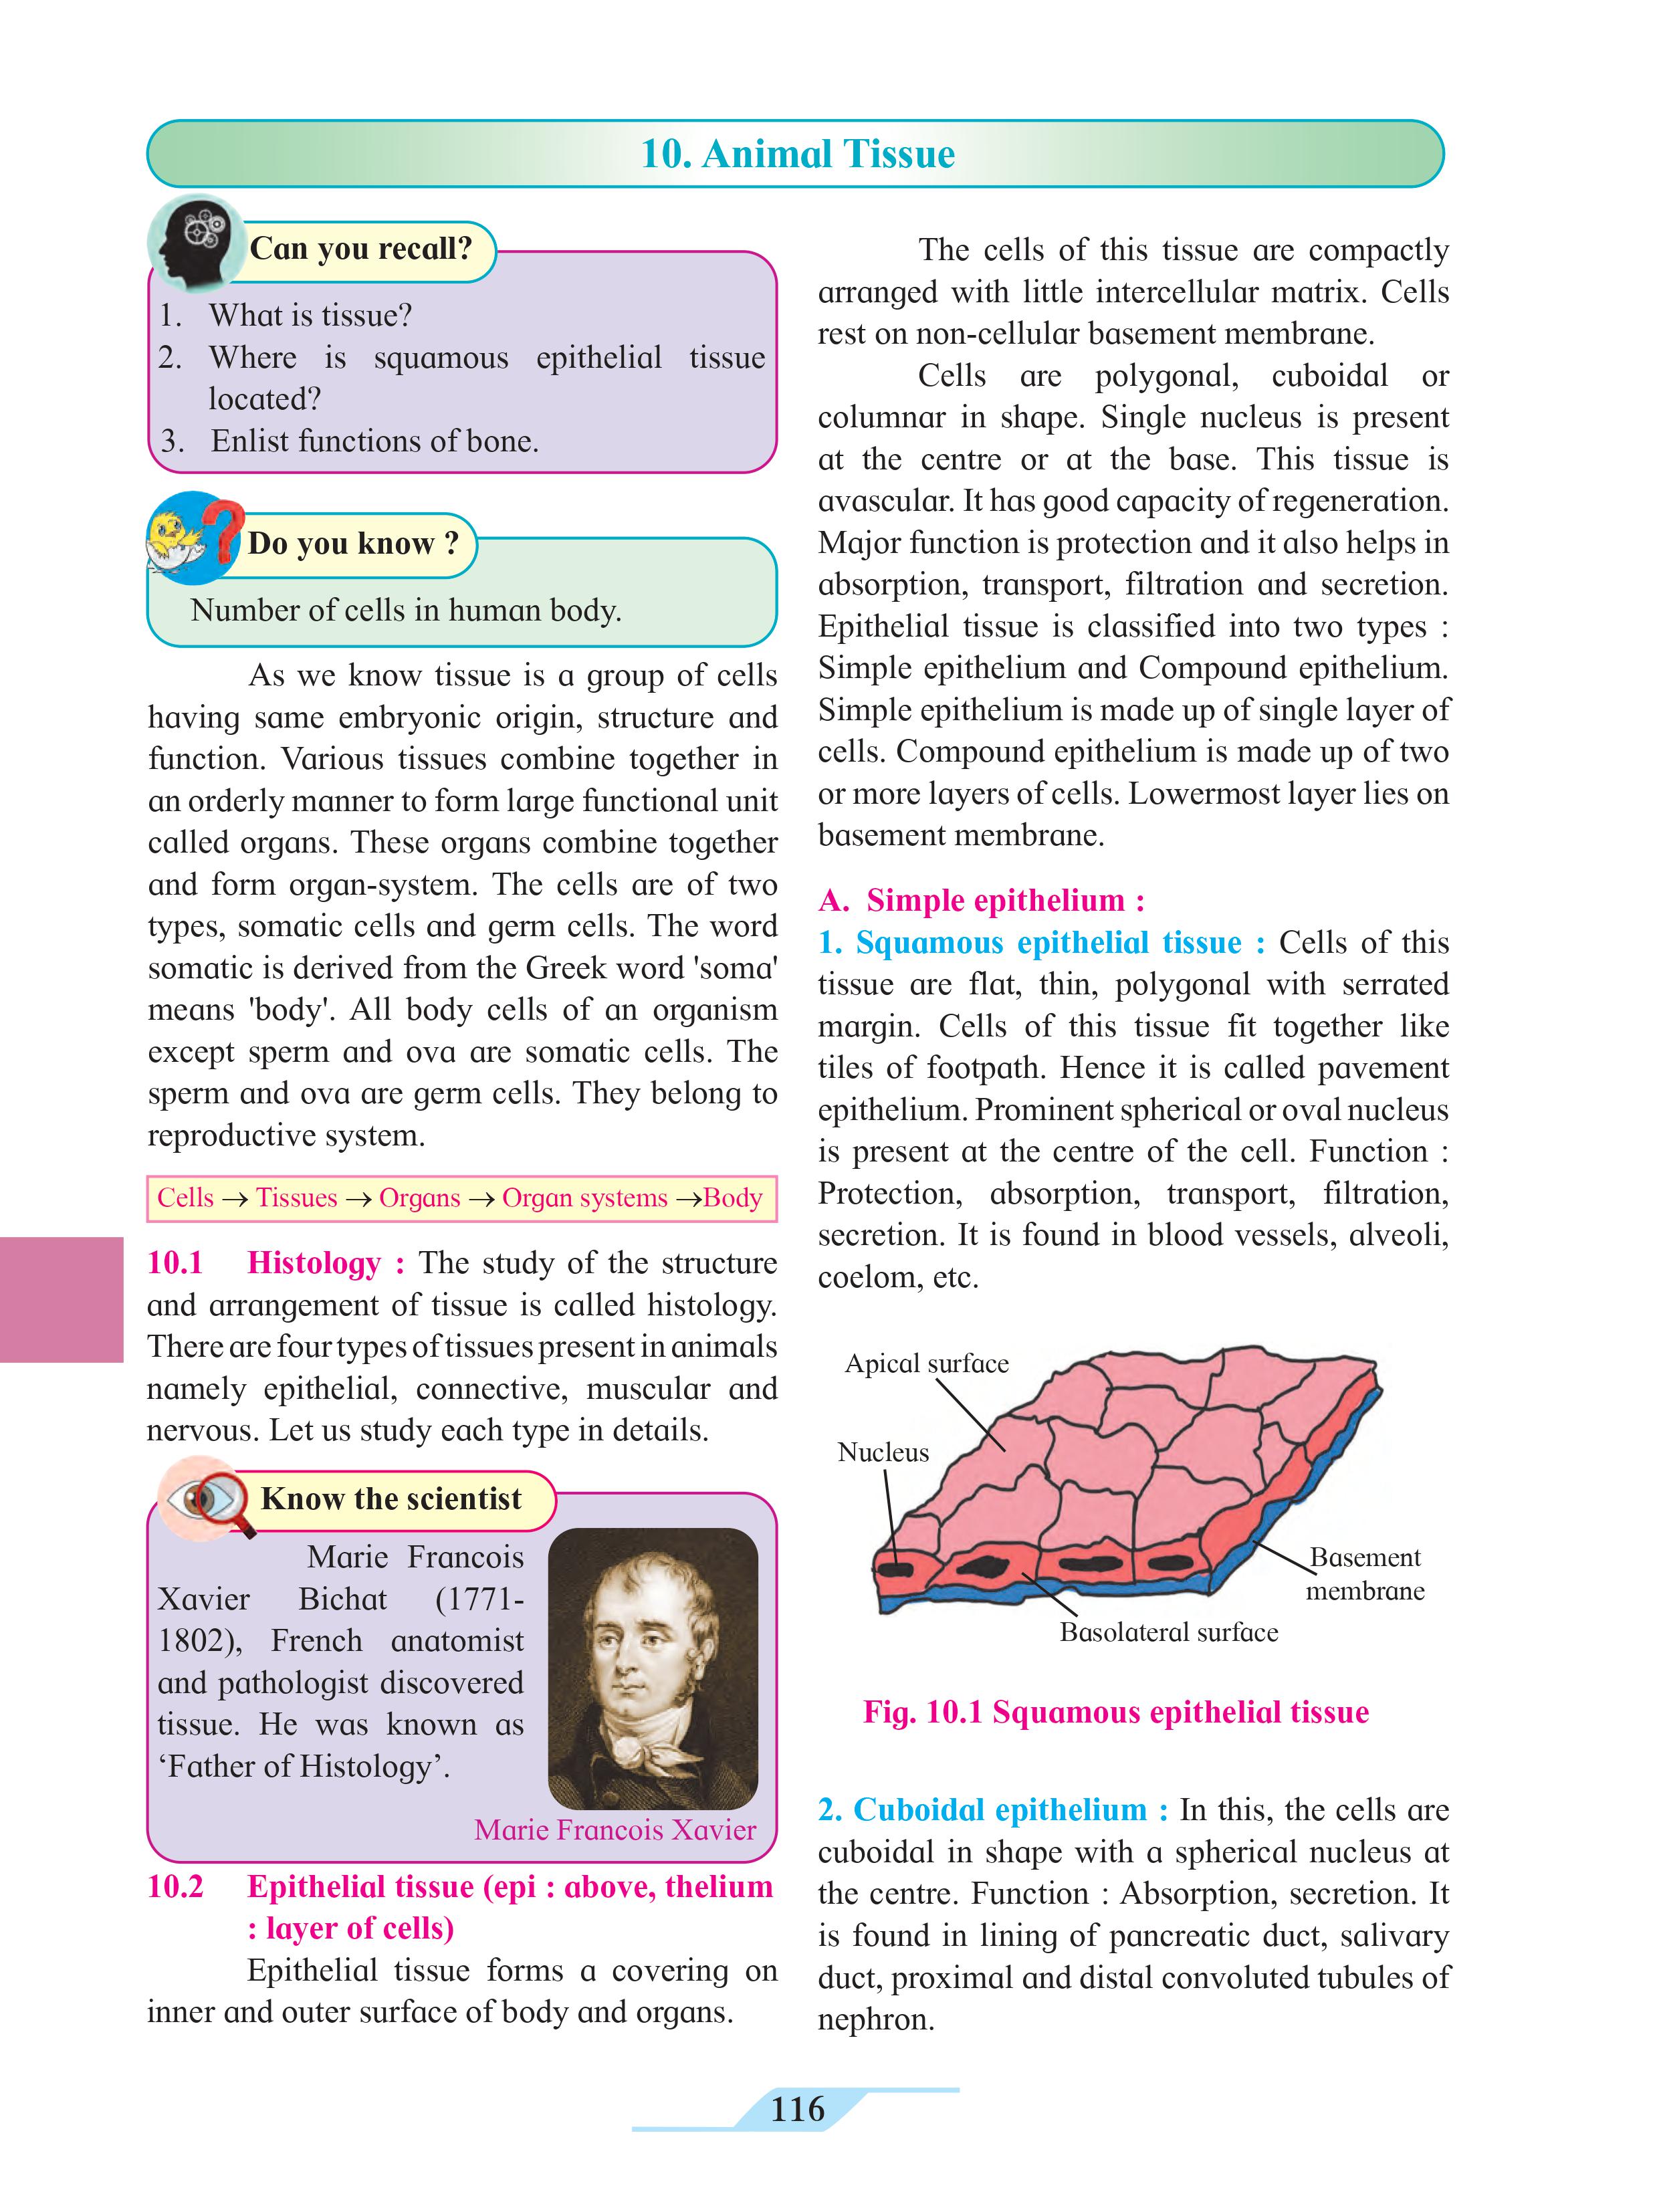 10. Animal Tissue
Can you recall?
1. What is tissue?
2. Where is squamous epithelial tissue
located?
3. Enlist functions of bone.
Do you know ?
Number of cells in human body.
As we know tissue is a group of cells
having same embryonic origin, structure and
function. Various tissues combine together in
an orderly manner to form large functional unit
called organs. These organs combine together
and form organ-system. The cells are of two
types, somatic cells and germ cells. The word
somatic is derived from the Greek word 'soma'
means 'body'. All body cells of an organism
except sperm and ova are somatic cells. The
sperm and ova are germ cells. They belong to
reproductive system.
Cells → Tissues → Organs → Organ systems →Body
10.1 Histology : The study of the structure
and arrangement of tissue is called histology.
There are four types of tissues present in animals
namely epithelial, connective, muscular and
nervous. Let us study each type in details.
Know the scientist
Marie Francois
Xavier Bichat (1771-
1802), French anatomist
and pathologist discovered
tissue. He was known as
‘Father of Histology’.
Marie Francois Xavier
10.2 Epithelial tissue (epi : above, thelium
: layer of cells)
Epithelial tissue forms a covering on
inner and outer surface of body and organs.
The cells of this tissue are compactly
arranged with little intercellular matrix. Cells
rest on non-cellular basement membrane.
Cells are polygonal, cuboidal or
columnar in shape. Single nucleus is present
at the centre or at the base. This tissue is
avascular. It has good capacity of regeneration.
Major function is protection and it also helps in
absorption, transport, filtration and secretion.
Epithelial tissue is classified into two types :
Simple epithelium and Compound epithelium.
Simple epithelium is made up of single layer of
cells. Compound epithelium is made up of two
or more layers of cells. Lowermost layer lies on
basement membrane.
A. Simple epithelium :
1. Squamous epithelial tissue : Cells of this
tissue are flat, thin, polygonal with serrated
margin. Cells of this tissue fit together like
tiles of footpath. Hence it is called pavement
epithelium. Prominent spherical or oval nucleus
is present at the centre of the cell. Function :
Protection, absorption, transport, filtration,
secretion. It is found in blood vessels, alveoli,
coelom, etc.
Apical surface
Nucleus
Basement
membrane
Basolateral surface
Fig. 10.1 Squamous epithelial tissue
2. Cuboidal epithelium : In this, the cells are
cuboidal in shape with a spherical nucleus at
the centre. Function : Absorption, secretion. It
is found in lining of pancreatic duct, salivary
duct, proximal and distal convoluted tubules of
nephron.
116